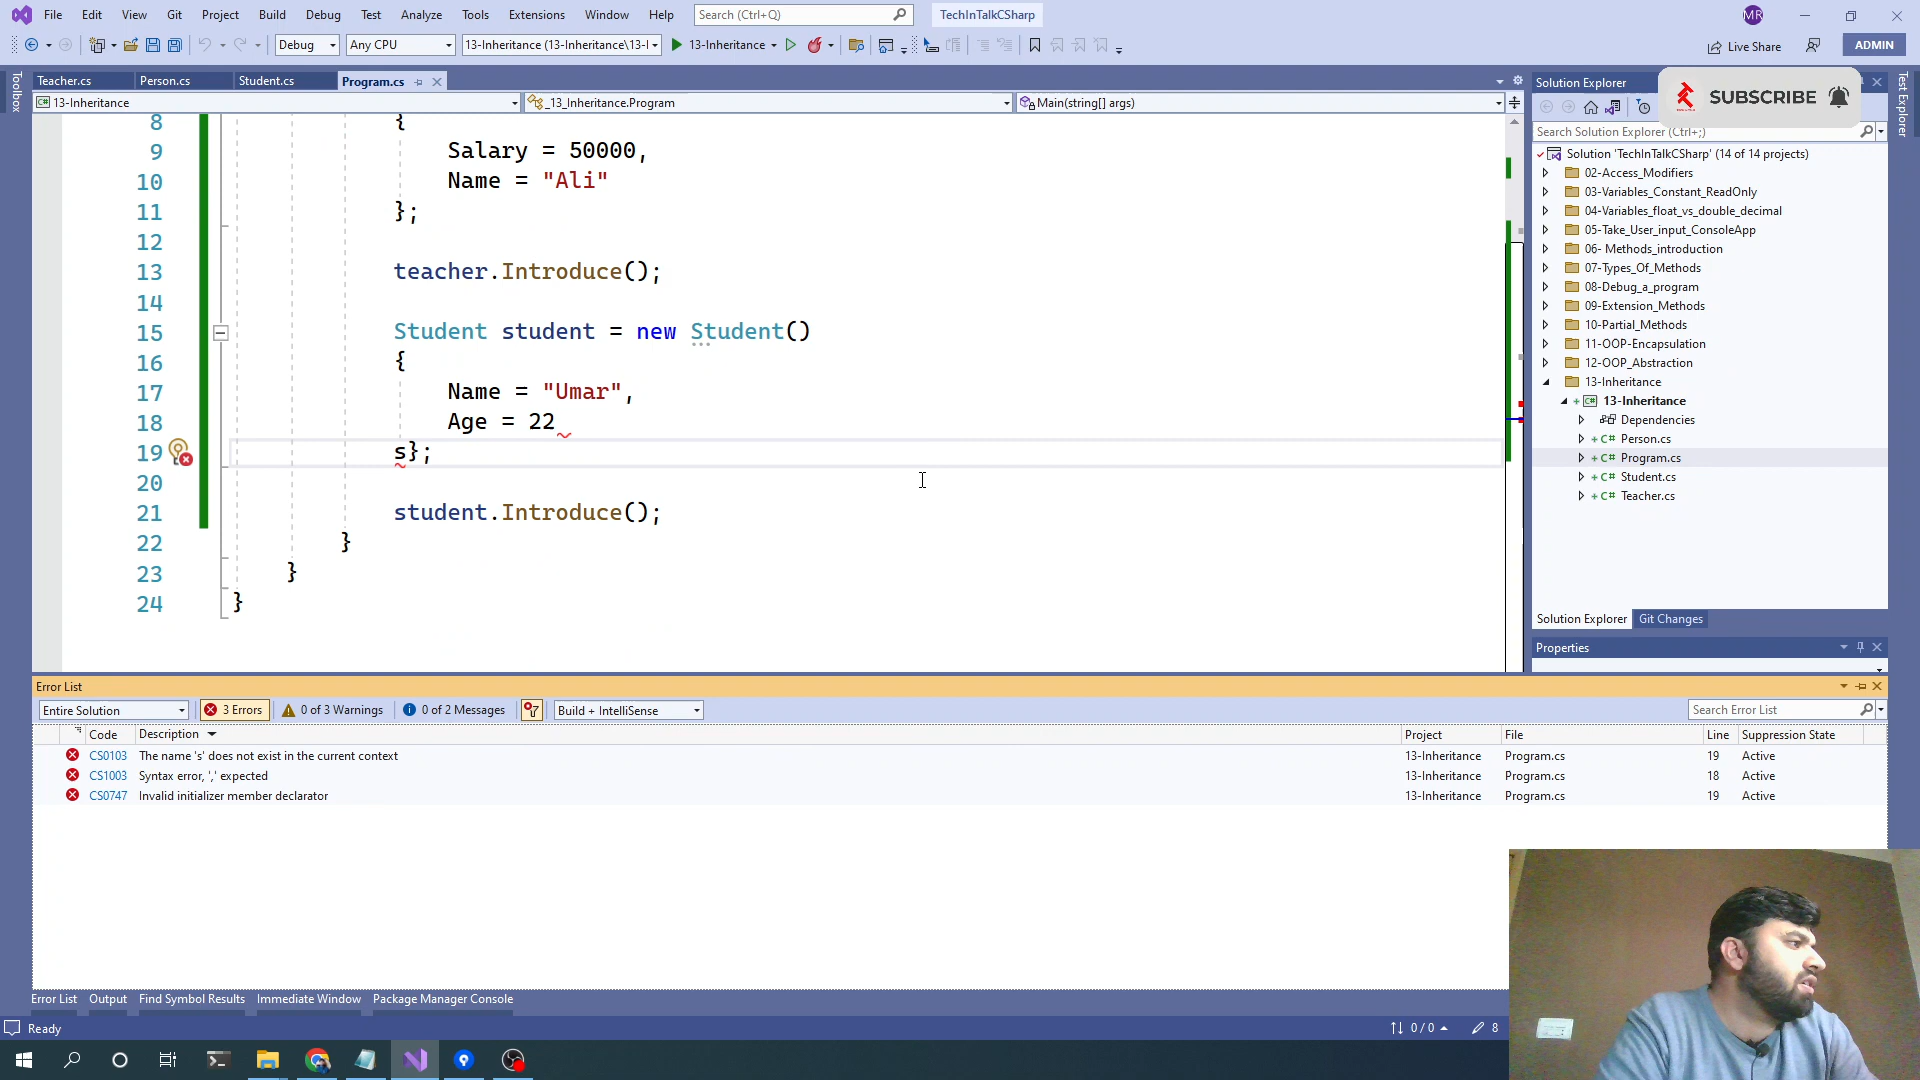 File Edit View Git Project Build Debug Test Analyze Tools Extensions Window Help Search (Ctrl+Q) TechInTalkCSharp MR
Debug Any CPU 13-Inheritance (13-Inheritance\13-I 13-Inheritance Live Share ADMIN
Toolbox
Teacher.cs Person.cs Student.cs Program.cs
13-Inheritance _13_Inheritance.Program Main(string[] args)
8 {
9 Salary = 50000,
10 Name = "Ali"
11 };
12
13 teacher.Introduce();
14
15 Student student = new Student()
16 {
17 Name = "Umar",
18 Age = 22
19 s};
20
21 student.Introduce();
22 }
23 }
24 }
Solution Explorer
SUBSCRIBE
Test Explorer
Search Solution Explorer (Ctrl+;)
Solution 'TechInTalkCSharp' (14 of 14 projects)
02-Access_Modifiers
03-Variables_Constant_ReadOnly
04-Variables_float_vs_double_decimal
05-Take_User_input_ConsoleApp
06- Methods_introduction
07-Types_Of_Methods
08-Debug_a_program
09-Extension_Methods
10-Partial_Methods
11-OOP-Encapsulation
12-OOP_Abstraction
13-Inheritance
13-Inheritance
Dependencies
Person.cs
Program.cs
Student.cs
Teacher.cs
Solution Explorer Git Changes
Properties
Error List
Entire Solution 3 Errors 0 of 3 Warnings 0 of 2 Messages Build + IntelliSense Search Error List
Code Description Project File Line Suppression State
CS0103 The name 's' does not exist in the current context 13-Inheritance Program.cs 19 Active
CS1003 Syntax error, ',' expected 13-Inheritance Program.cs 18 Active
CS0747 Invalid initializer member declarator 13-Inheritance Program.cs 19 Active
Error List Output Find Symbol Results Immediate Window Package Manager Console
Ready 0 / 0 8